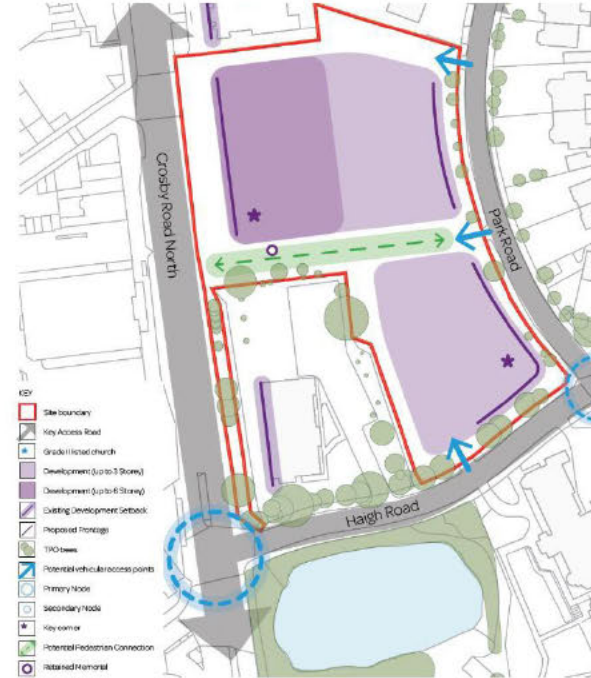 Crosby Road North
Park Road
Haigh Road
KEY
Site boundary
Key Access Road
Grade II listed church
Development (up to 3 Storey)
Development (up to 6 Storey)
Existing Development Setback
Proposed Frontage
TPO trees
Potential vehicular access points
Primary Node
Secondary Node
Key corner
Potential Pedestrian Connection
Retained Memorial